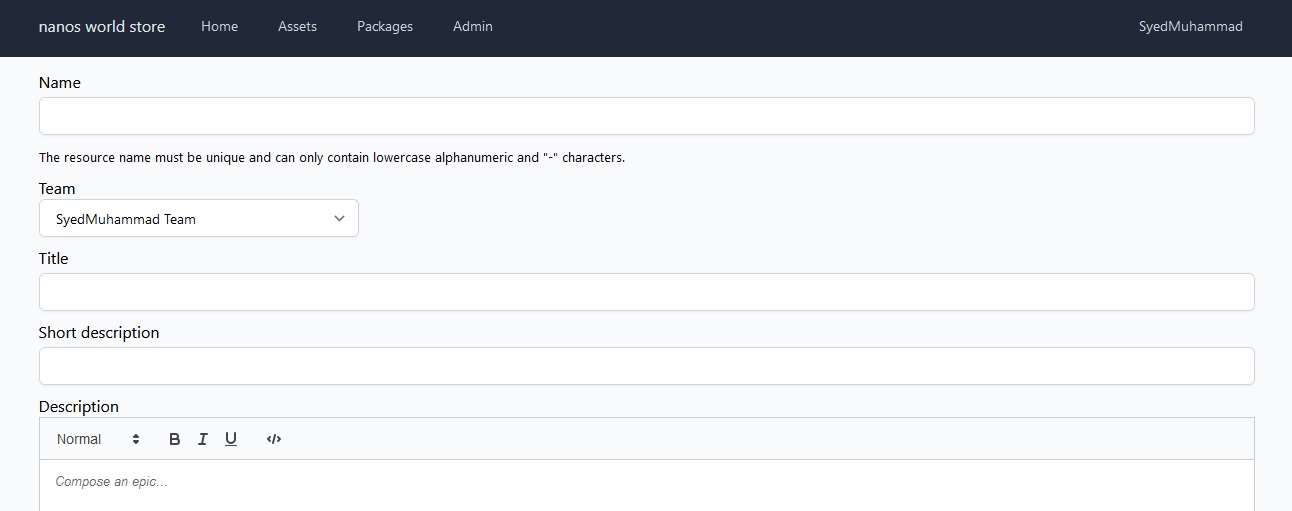 nanos world store Home Assets Packages Admin SyedMuhammad
Name
The resource name must be unique and can only contain lowercase alphanumeric and "-" characters.
Team
SyedMuhammad Team
Title
Short description
Description
Normal B I U </>
Compose an epic...